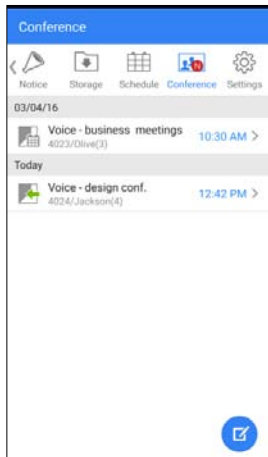 Conference
Notice Storage Schedule Conference Settings
03/04/16
Voice - business meetings 10:30 AM
4023/Olive(3)
Today
Voice - design conf. 12:42 PM
4024/Jackson(4)